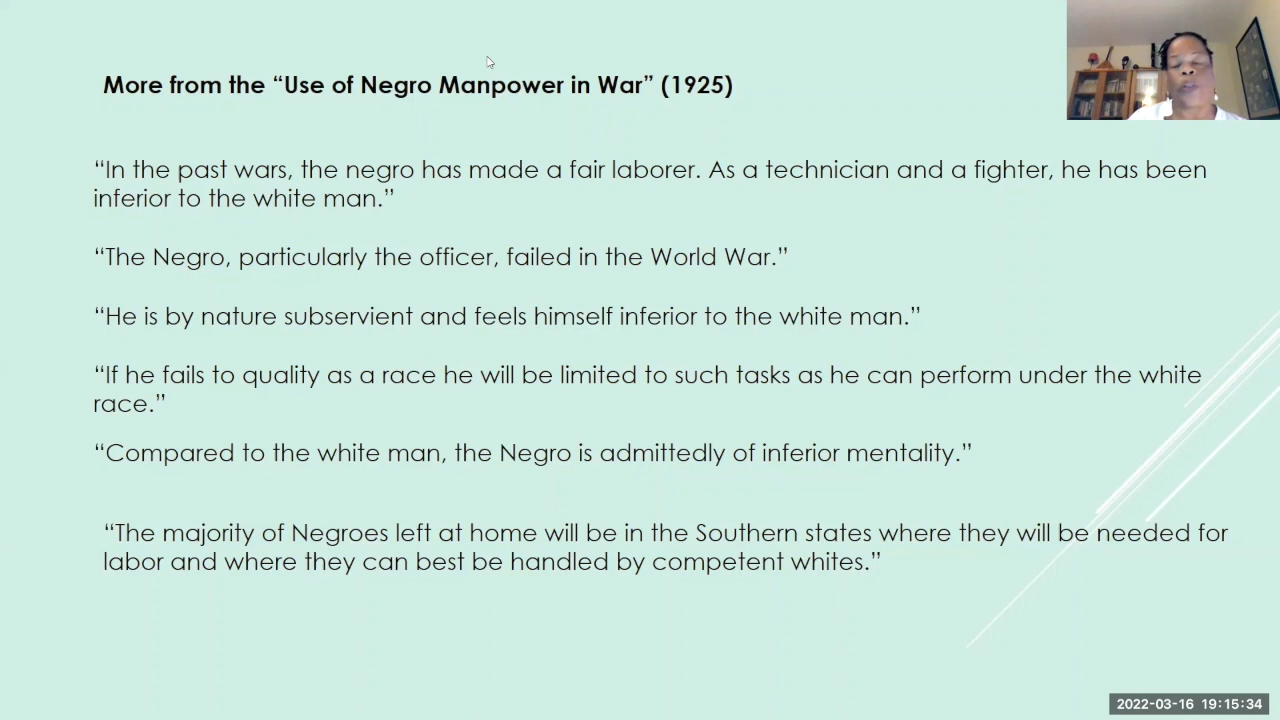 More from the “Use of Negro Manpower in War” (1925)
“In the past wars, the negro has made a fair laborer. As a technician and a fighter, he has been
inferior to the white man.”
“The Negro, particularly the officer, failed in the World War.”
“He is by nature subservient and feels himself inferior to the white man.”
“If he fails to quality as a race he will be limited to such tasks as he can perform under the white
race.”
“Compared to the white man, the Negro is admittedly of inferior mentality.”
“The majority of Negroes left at home will be in the Southern states where they will be needed for
labor and where they can best be handled by competent whites.”
2022-03-16 19:15:34